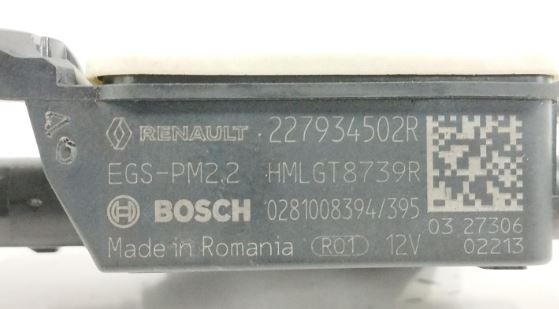 RENAULT 227934502R
EGS-PM2.2 HMLGT8739R
BOSCH 0281008394/395
03 27306
Made in Romania R01 12V 02213